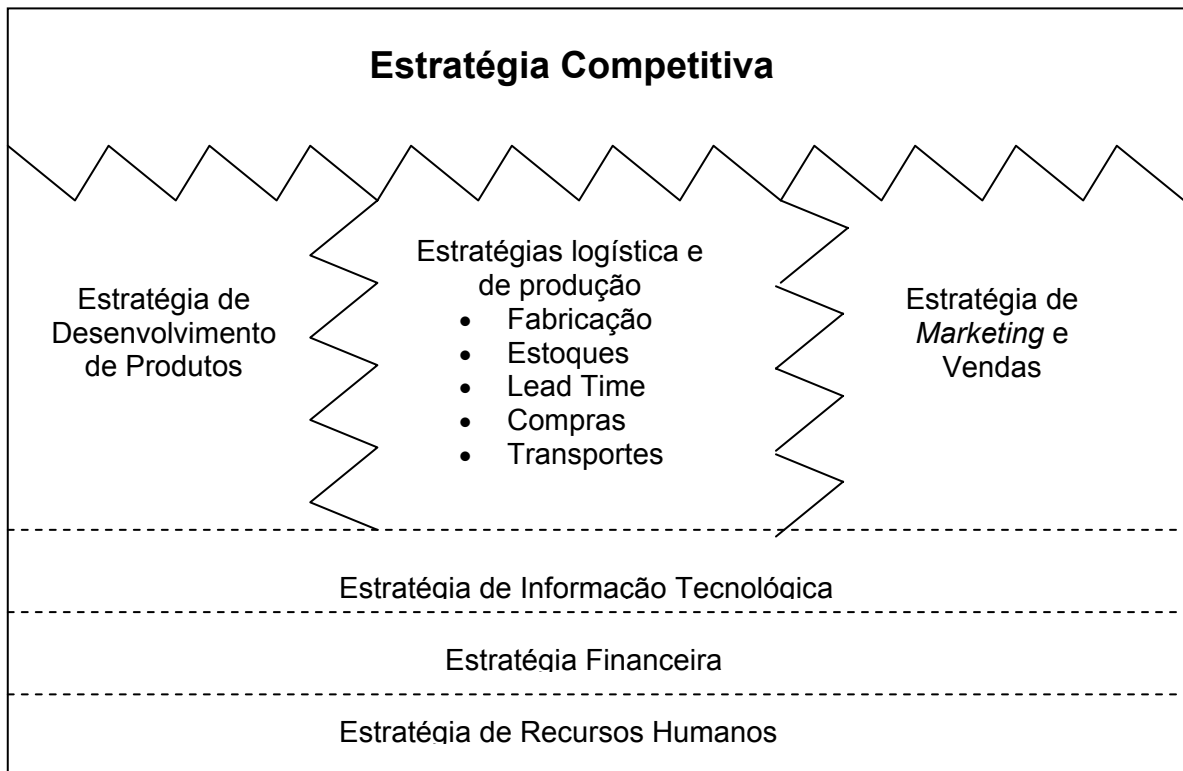 Estratégia Competitiva
Estratégia de
Desenvolvimento
de Produtos
Estratégias logística e
de produção
• Fabricação
• Estoques
• Lead Time
• Compras
• Transportes
Estratégia de
Marketing e
Vendas
Estratégia de Informação Tecnológica
Estratégia Financeira
Estratégia de Recursos Humanos